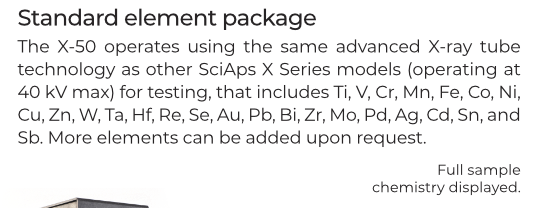 Standard element package
The X-50 operates using the same advanced X-ray tube
technology as other SciAps X Series models (operating at
40 kV max) for testing, that includes Ti, V, Cr, Mn, Fe, Co, Ni,
Cu, Zn, W, Ta, Hf, Re, Se, Au, Pb, Bi, Zr, Mo, Pd, Ag, Cd, Sn, and
Sb. More elements can be added upon request.
Full sample
chemistry displayed.